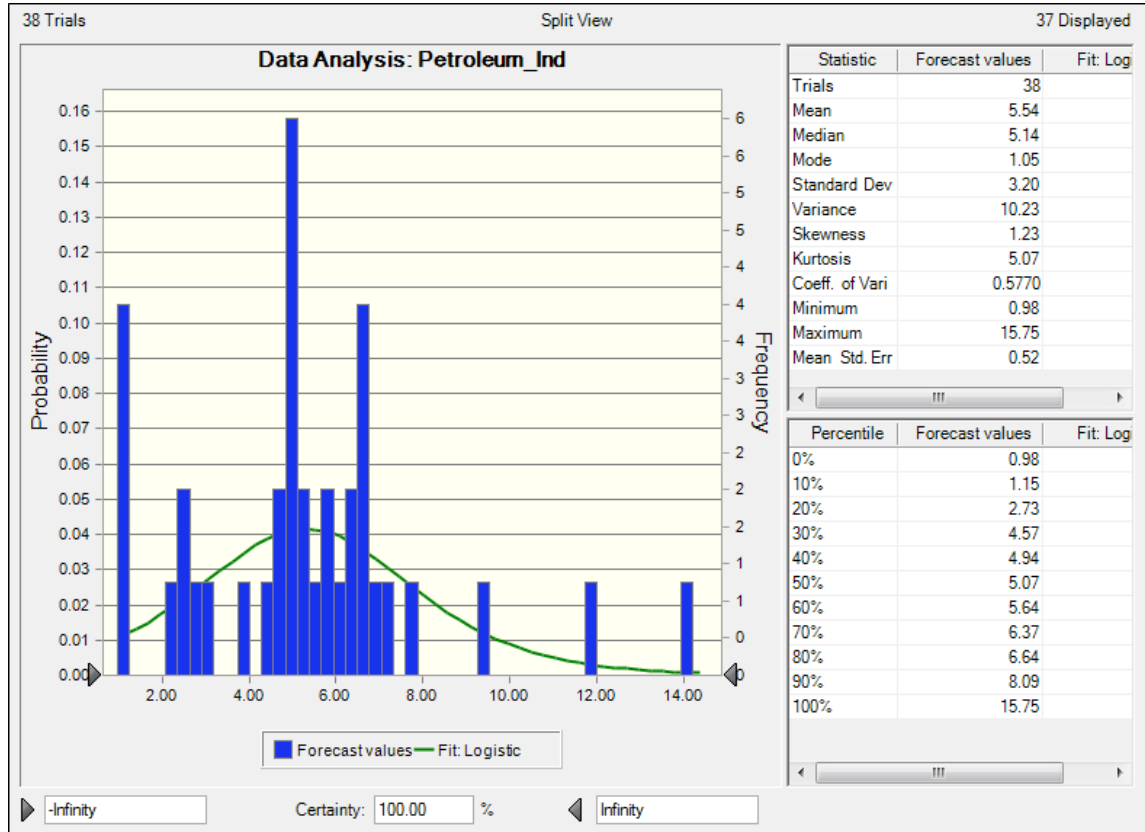 38 Trials Split View 37 Displayed
Data Analysis: Petroleum_Ind
Probability
0.16
0.15
0.14
0.13
0.12
0.11
0.10
0.09
0.08
0.07
0.06
0.05
0.04
0.03
0.02
0.01
0.00
6
6
5
5
4
4
4
3
3
2
2
2
1
1
0
0
Frequency
2.00 4.00 6.00 8.00 10.00 12.00 14.00
Forecast values Fit: Logistic
Statistic Forecast values Fit: Logi
Trials 38
Mean 5.54
Median 5.14
Mode 1.05
Standard Dev 3.20
Variance 10.23
Skewness 1.23
Kurtosis 5.07
Coeff. of Vari 0.5770
Minimum 0.98
Maximum 15.75
Mean Std. Err 0.52
Percentile Forecast values Fit: Logi
0% 0.98
10% 1.15
20% 2.73
30% 4.57
40% 4.94
50% 5.07
60% 5.64
70% 6.37
80% 6.64
90% 8.09
100% 15.75
-Infinity Certainty: 100.00 % Infinity